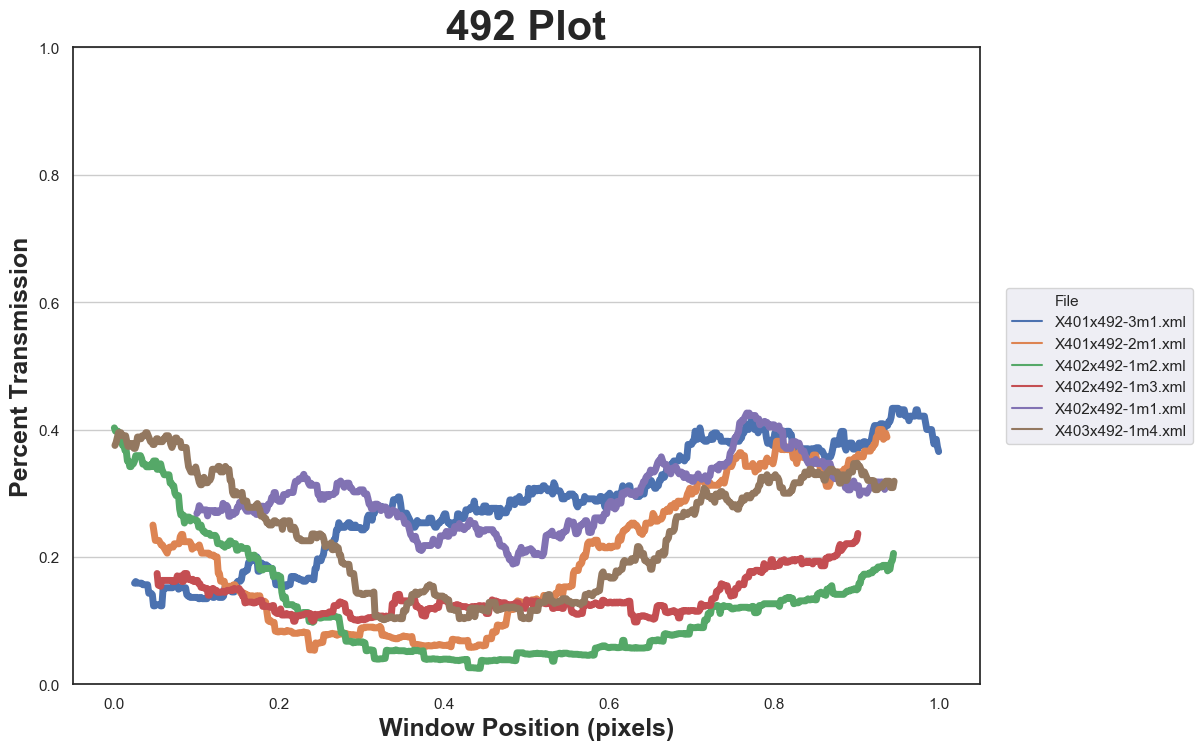 492 Plot
1.0
0.8
0.6
0.4
0.2
0.0
Percent Transmission
0.0 0.2 0.4 0.6 0.8 1.0
Window Position (pixels)
File
X401x492-3m1.xml
X401x492-2m1.xml
X402x492-1m2.xml
X402x492-1m3.xml
X402x492-1m1.xml
X403x492-1m4.xml